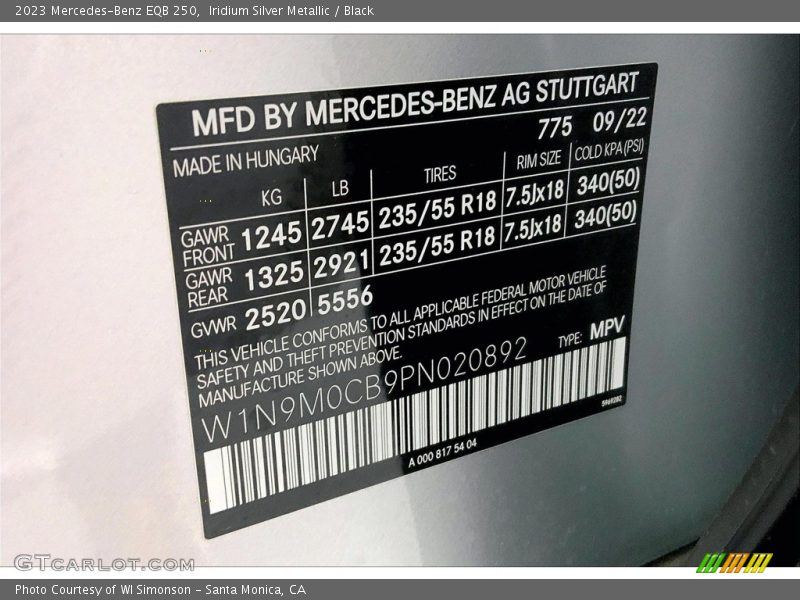 2023 Mercedes-Benz EQB 250, Iridium Silver Metallic / Black
MFD BY MERCEDES-BENZ AG STUTTGART
775 09/22
MADE IN HUNGARY
KG LB TIRES RIM SIZE COLD KPA(PSI)
GAWR FRONT 1245 2745 235/55 R18 7.5Jx18 340(50)
GAWR REAR 1325 2921 235/55 R18 7.5Jx18 340(50)
GVWR 2520 5556
THIS VEHICLE CONFORMS TO ALL APPLICABLE FEDERAL MOTOR VEHICLE
SAFETY AND THEFT PREVENTION STANDARDS IN EFFECT ON THE DATE OF
MANUFACTURE SHOWN ABOVE.
TYPE: MPV
W1N9M0CB9PN020892
5969202
A 000 817 54 04
GTCARLOT.COM
Photo Courtesy of WI Simonson - Santa Monica, CA